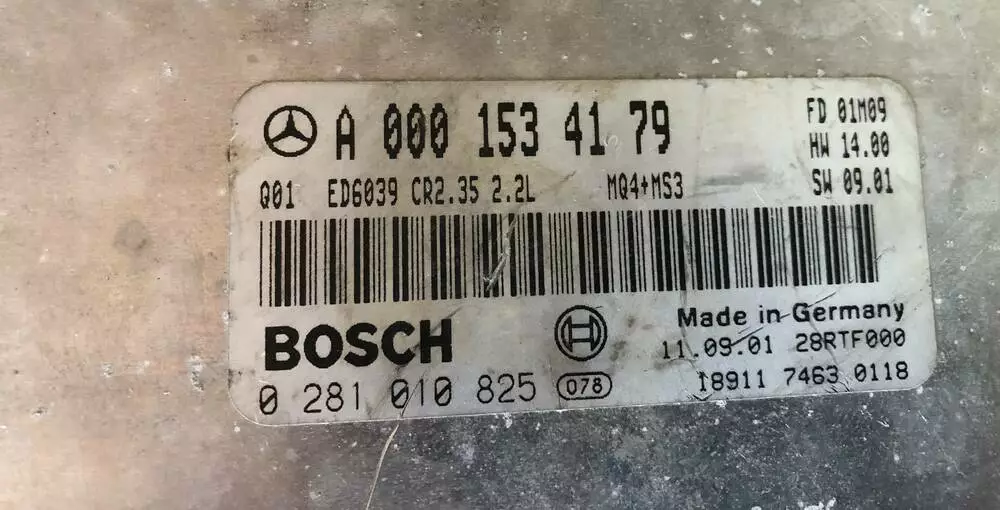 A 000 153 41 79
FD 01M09
HW 14.00
Q01 ED6039 CR2.35 2.2L MQ4+MS3 SW 09.01
BOSCH
Made in Germany
11.09.01 28RTF000
0 281 010 825 078
18911 7463 0118